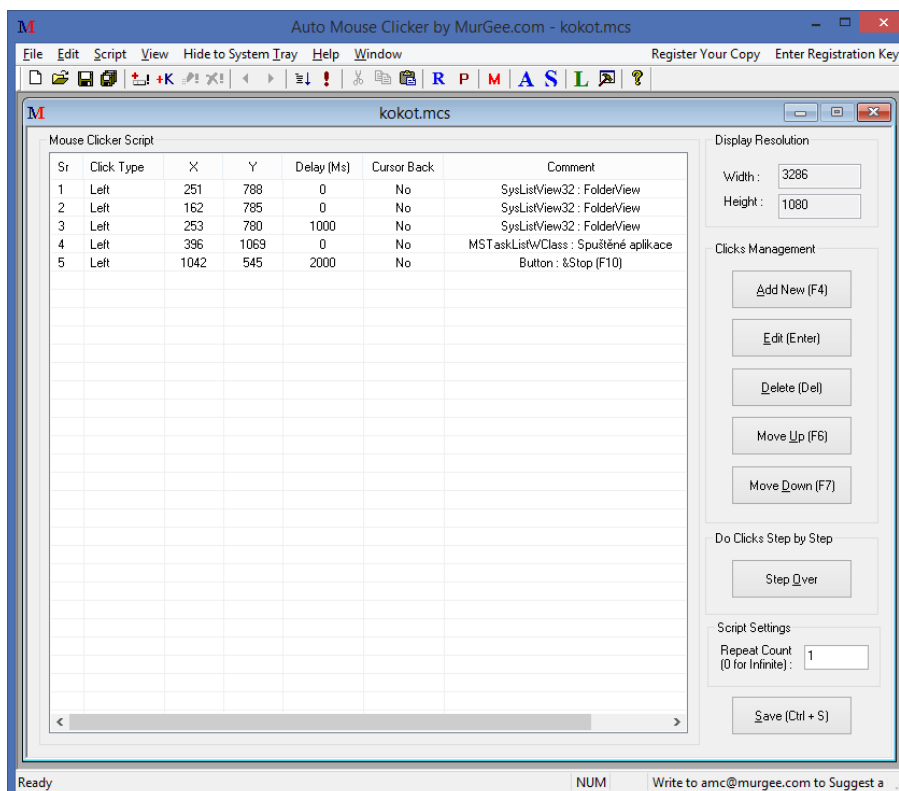 M Auto Mouse Clicker by MurGee.com - kokot.mcs
File Edit Script View Hide to System Tray Help Window Register Your Copy Enter Registration Key
+K R P M A S L
M kokot.mcs
Mouse Clicker Script
Sr Click Type X Y Delay (Ms) Cursor Back Comment
1 Left 251 788 0 No SysListView32 : FolderView
2 Left 162 785 0 No SysListView32 : FolderView
3 Left 253 780 1000 No SysListView32 : FolderView
4 Left 396 1069 0 No MSTaskListWClass : Spuštěné aplikace
5 Left 1042 545 2000 No Button : &Stop (F10)
Display Resolution
Width : 3286
Height : 1080
Clicks Management
Add New (F4)
Edit (Enter)
Delete (Del)
Move Up (F6)
Move Down (F7)
Do Clicks Step by Step
Step Over
Script Settings
Repeat Count
(0 for Infinite) : 1
Save (Ctrl + S)
Ready NUM Write to amc@murgee.com to Suggest a